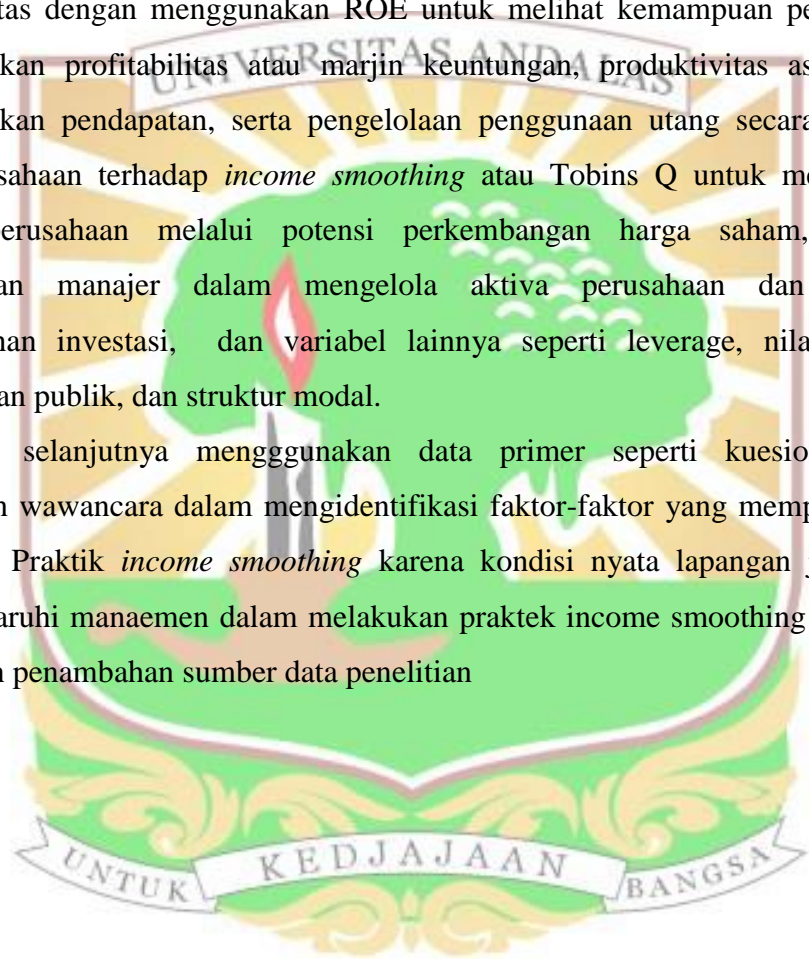 tas dengan menggunakan ROE untuk melihat kemampuan pe
kan profitabilitas atau marjin keuntungan, produktivitas as
kan pendapatan, serta pengelolaan penggunaan utang secara
sahaan terhadap income smoothing atau Tobins Q untuk m
perusahaan melalui potensi perkembangan harga saham,
an manajer dalam mengelola aktiva perusahaan dan
nan investasi, dan variabel lainnya seperti leverage, nila
an publik, dan struktur modal.
selanjutnya mengggunakan data primer seperti kuesio
n wawancara dalam mengidentifikasi faktor-faktor yang memp
Praktik income smoothing karena kondisi nyata lapangan j
aruhi manaemen dalam melakukan praktek income smoothing
n penambahan sumber data penelitian
UNIVERSITAS ANDALAS
UNTUK KEDJAJAAN BANGSA